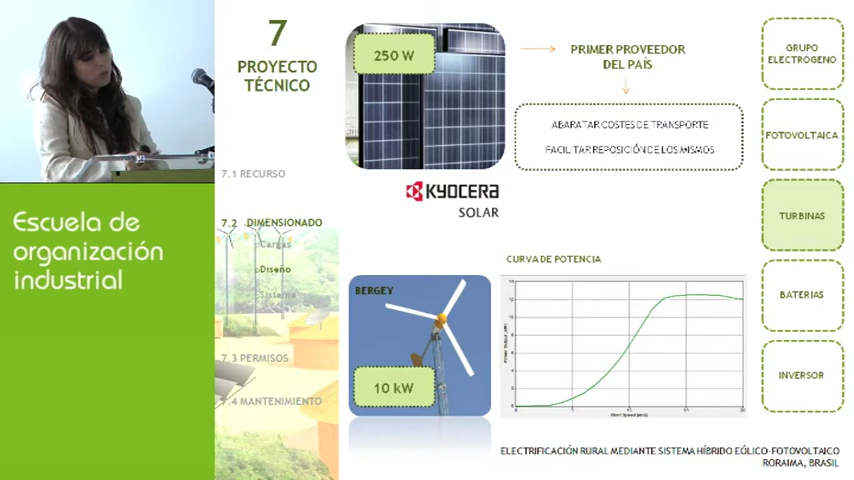 Escuela de
organización
industrial
7
PROYECTO
TÉCNICO
7.1 RECURSO
7.2 DIMENSIONADO
Cargas
Diseño
Sistema
7.3 PERMISOS
7.4 MANTENIMIENTO
250 W
PRIMER PROVEEDOR
DEL PAÍS
ABARATAR COSTES DE TRANSPORTE
FACILITAR REPOSICIÓN DE LOS MISMOS
KYOCERA
SOLAR
BERGEY
10 kW
CURVA DE POTENCIA
GRUPO
ELECTRÓGENO
FOTOVOLTAICA
TURBINAS
BATERIAS
INVERSOR
ELECTRIFICACIÓN RURAL MEDIANTE SISTEMA HÍBRIDO EÓLICO-FOTOVOLTAICO
RORAIMA, BRASIL